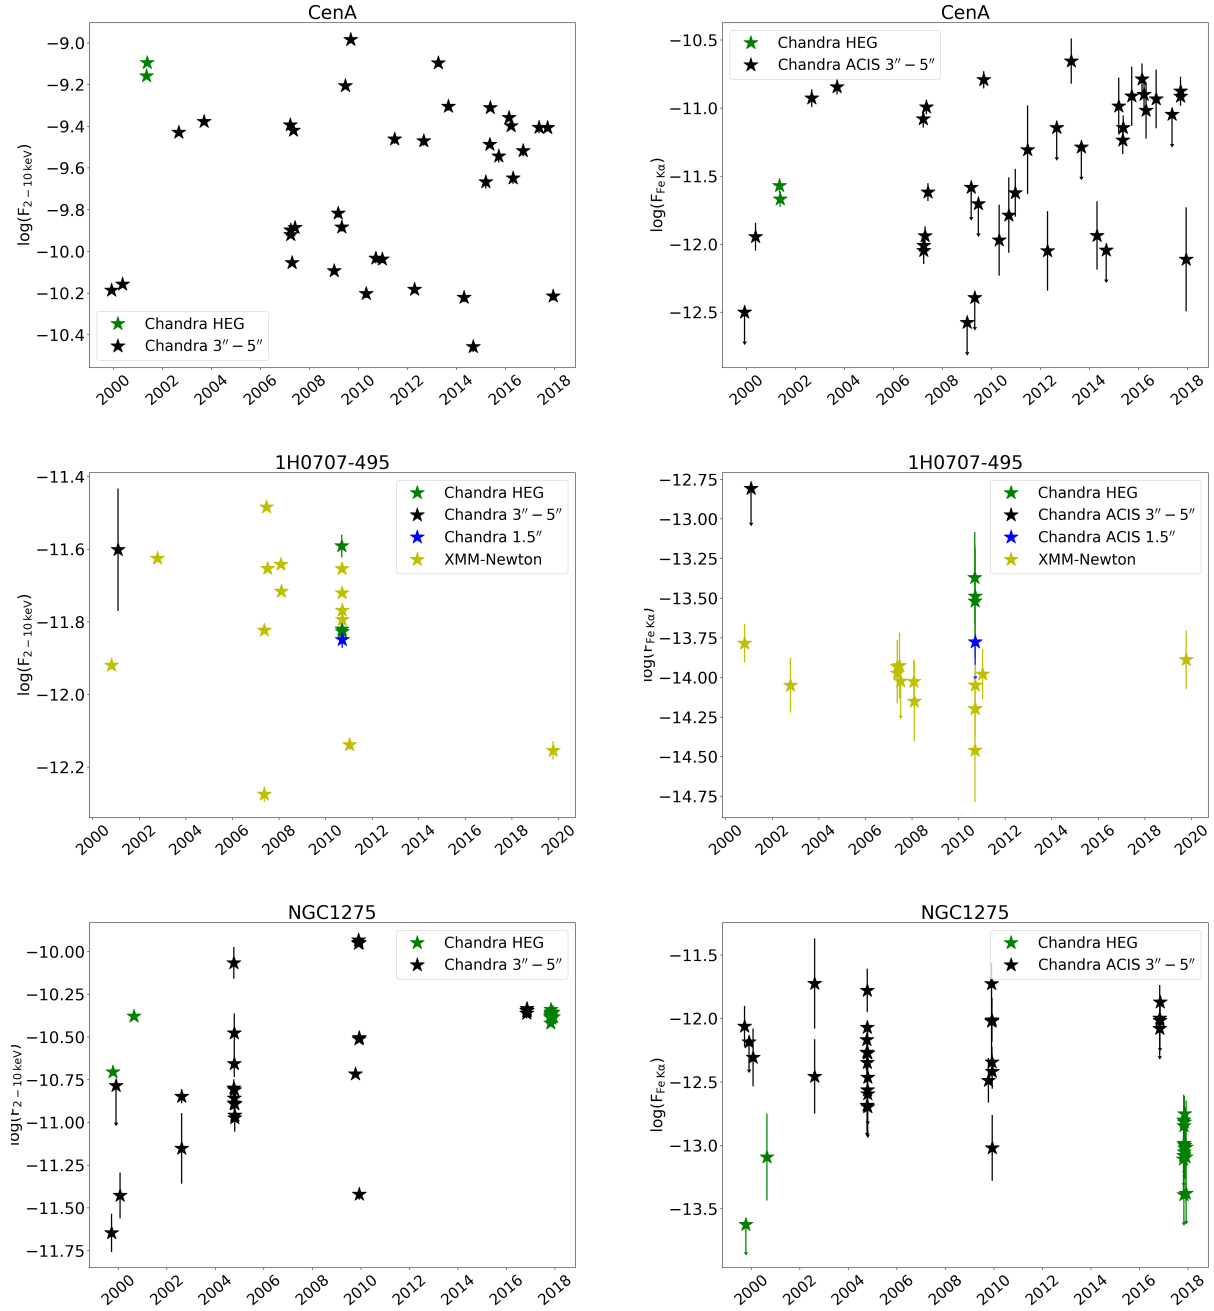 CenA
log(F2−10 keV)
−9.0
−9.2
−9.4
−9.6
−9.8
−10.0
−10.2
−10.4
Chandra HEG
Chandra 3″−5″
2000 2002 2004 2006 2008 2010 2012 2014 2016 2018
CenA
log(FFe Kα)
−10.5
−11.0
−11.5
−12.0
−12.5
Chandra HEG
Chandra ACIS 3″−5″
2000 2002 2004 2006 2008 2010 2012 2014 2016 2018
1H0707-495
log(F2−10 keV)
−11.4
−11.6
−11.8
−12.0
−12.2
Chandra HEG
Chandra 3″−5″
Chandra 1.5″
XMM-Newton
2000 2002 2004 2006 2008 2010 2012 2014 2016 2018 2020
1H0707-495
log(FFe Kα)
−12.75
−13.00
−13.25
−13.50
−13.75
−14.00
−14.25
−14.50
−14.75
Chandra HEG
Chandra ACIS 3″−5″
Chandra ACIS 1.5″
XMM-Newton
2000 2002 2004 2006 2008 2010 2012 2014 2016 2018 2020
NGC1275
log(F2−10 keV)
−10.00
−10.25
−10.50
−10.75
−11.00
−11.25
−11.50
−11.75
Chandra HEG
Chandra 3″−5″
2000 2002 2004 2006 2008 2010 2012 2014 2016 2018
NGC1275
log(FFe Kα)
−11.5
−12.0
−12.5
−13.0
−13.5
Chandra HEG
Chandra ACIS 3″−5″
2000 2002 2004 2006 2008 2010 2012 2014 2016 2018